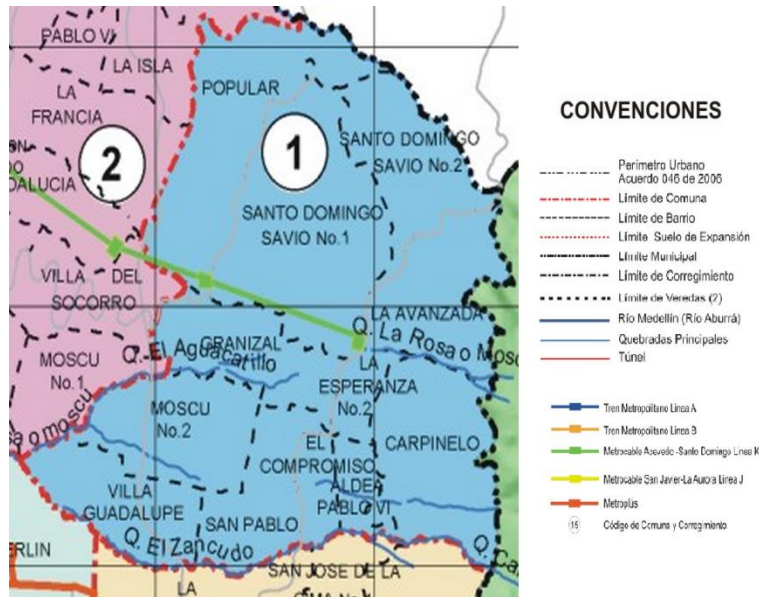 PABLO VI
LA ISLA
LA
FRANCIA
2
ALUCIA
VILLA DEL
SOCORRO
MOSCU
No.1
POPULAR
1
SANTO DOMINGO
SAVIO No.2
SANTO DOMINGO
SAVIO No.1
LA AVANZADA
Q. La Rosa o Mosc
GRANIZAL
Q. El Aguacatillo
LA
ESPERANZA
No.2
MOSCU
No.2
sa o moscu
EL
COMPROMISO
CARPINELO
ALDEA
PABLO VI
VILLA
GUADALUPE
SAN PABLO
Q. El Zancudo
ERLIN
LA
SAN JOSE DE LA
CONVENCIONES
Perímetro Urbano
Acuerdo 046 de 2006
Límite de Comuna
Límite de Barrio
Límite Suelo de Expansión
Límite Municipal
Límite de Corregimiento
Límite de Veredas (2)
Río Medellín (Río Aburrá)
Quebradas Principales
Túnel
Tren Metropolitano Línea A
Tren Metropolitano Línea B
Metrocable Acevedo -Santo Domingo Línea K
Metrocable San Javier-La Aurora Línea J
Metroplús
15
Código de Comuna y Corregimiento